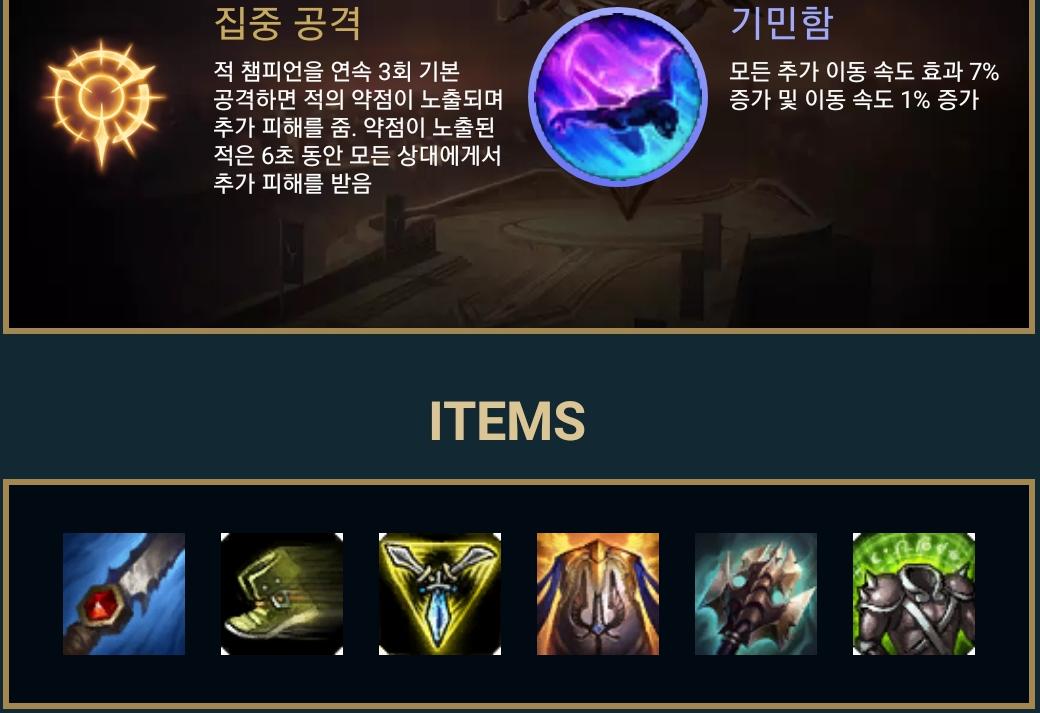 집중 공격
적 챔피언을 연속 3회 기본
공격하면 적의 약점이 노출되며
추가 피해를 줌. 약점이 노출된
적은 6초 동안 모든 상대에게서
추가 피해를 받음
기민함
모든 추가 이동 속도 효과 7%
증가 및 이동 속도 1% 증가
ITEMS